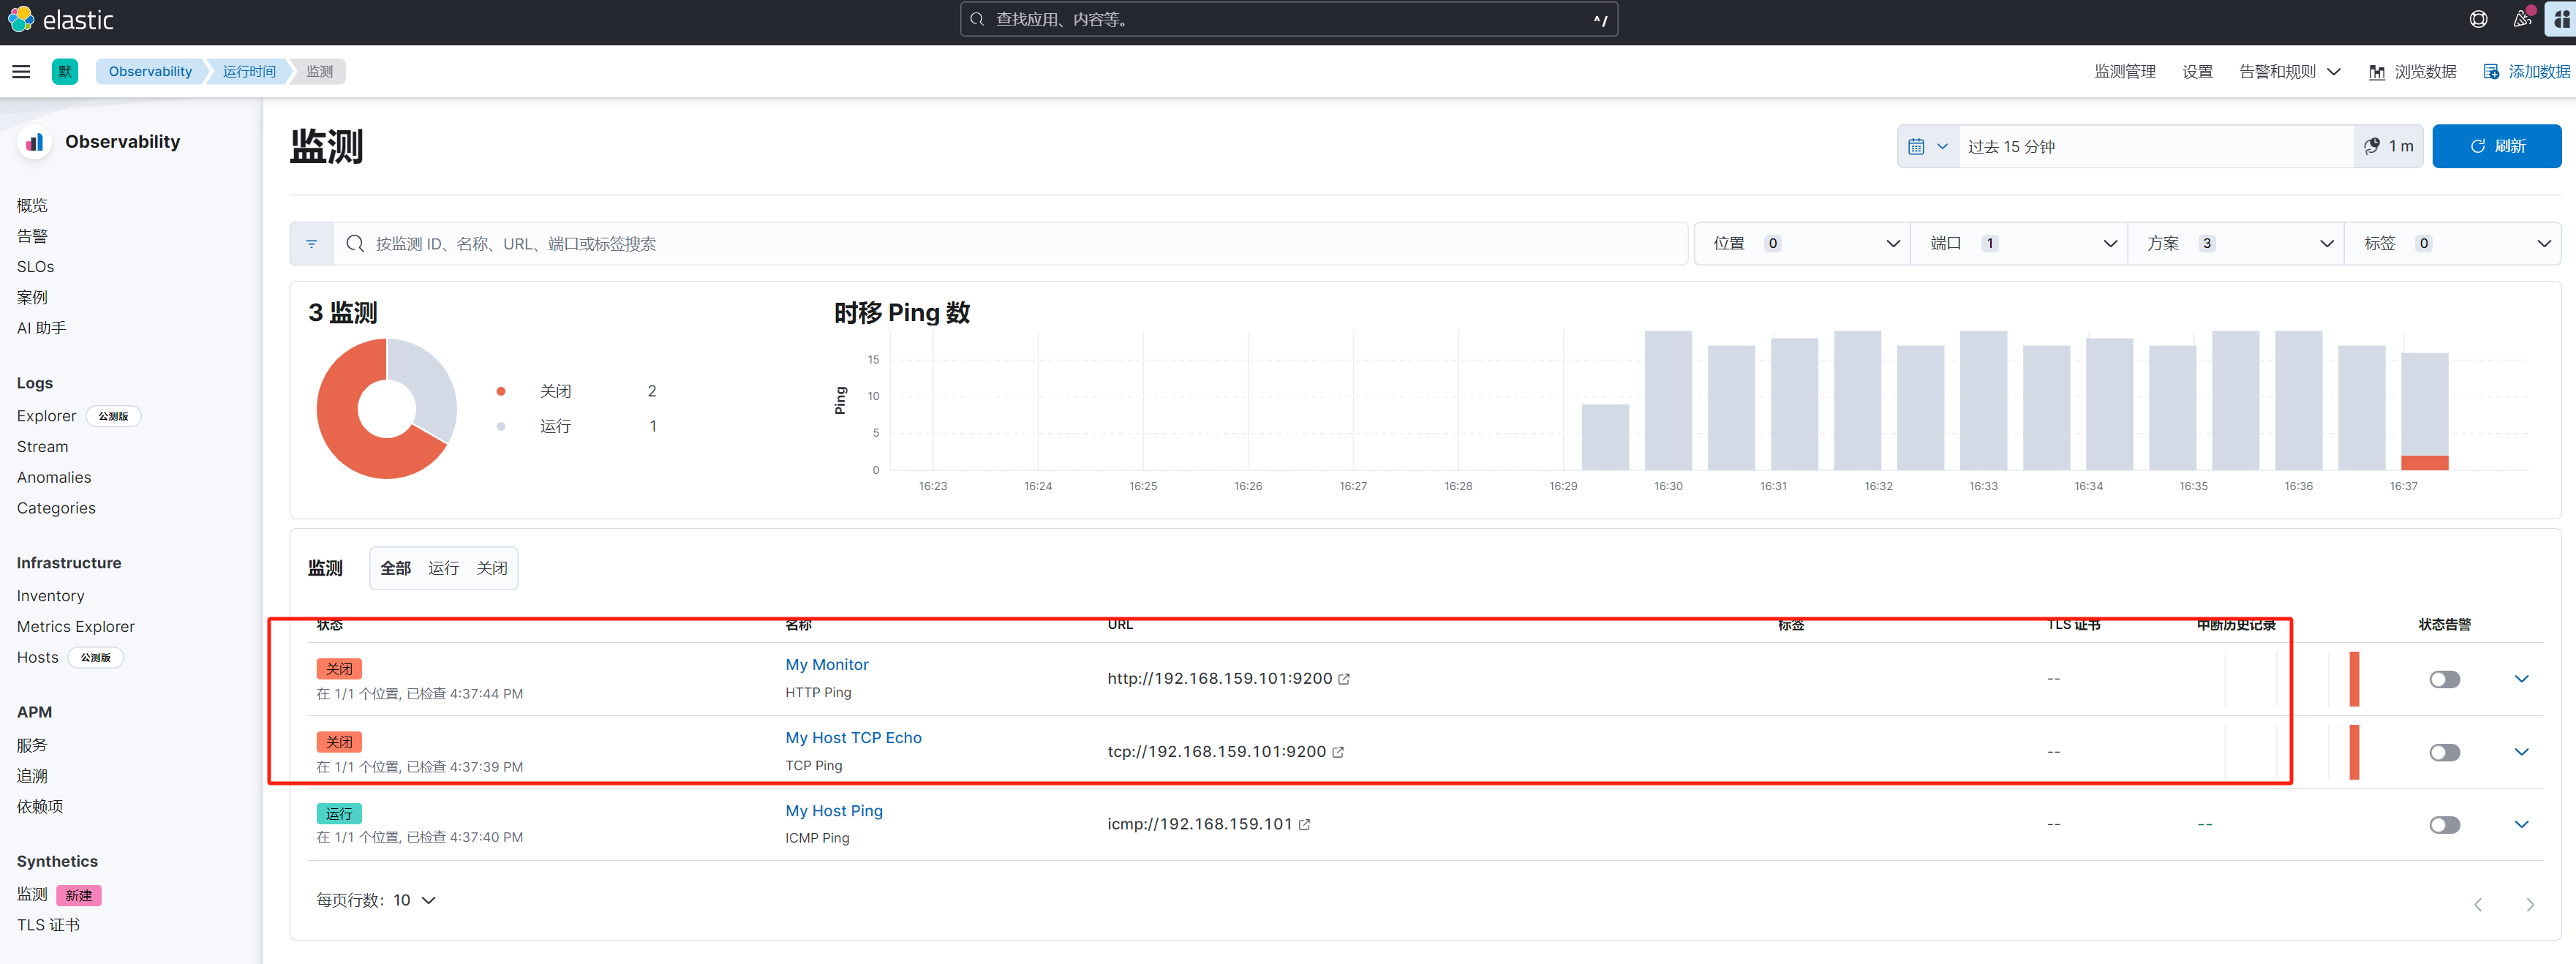 elastic
查找应用、内容等。
^/
默
Observability
运行时间
监测
监测管理
设置
告警和规则
浏览数据
添加数据
Observability
概览
告警
SLOs
案例
AI 助手
Logs
Explorer 公测版
Stream
Anomalies
Categories
Infrastructure
Inventory
Metrics Explorer
Hosts 公测版
APM
服务
追溯
依赖项
Synthetics
监测 新建
TLS 证书
监测
过去 15 分钟
1 m
刷新
按监测 ID、名称、URL、端口或标签搜索
位置 0
端口 1
方案 3
标签 0
3 监测
关闭 2
运行 1
时移 Ping 数
Ping
15
10
5
0
16:23 16:24 16:25 16:26 16:27 16:28 16:29 16:30 16:31 16:32 16:33 16:34 16:35 16:36 16:37
监测
全部 运行 关闭
状态 名称 URL 标签 TLS 证书 中断历史记录 状态告警
关闭
在 1/1 个位置, 已检查 4:37:44 PM
My Monitor
HTTP Ping
http://192.168.159.101:9200
--
关闭
在 1/1 个位置, 已检查 4:37:39 PM
My Host TCP Echo
TCP Ping
tcp://192.168.159.101:9200
--
运行
在 1/1 个位置, 已检查 4:37:40 PM
My Host Ping
ICMP Ping
icmp://192.168.159.101
--
--
每页行数: 10